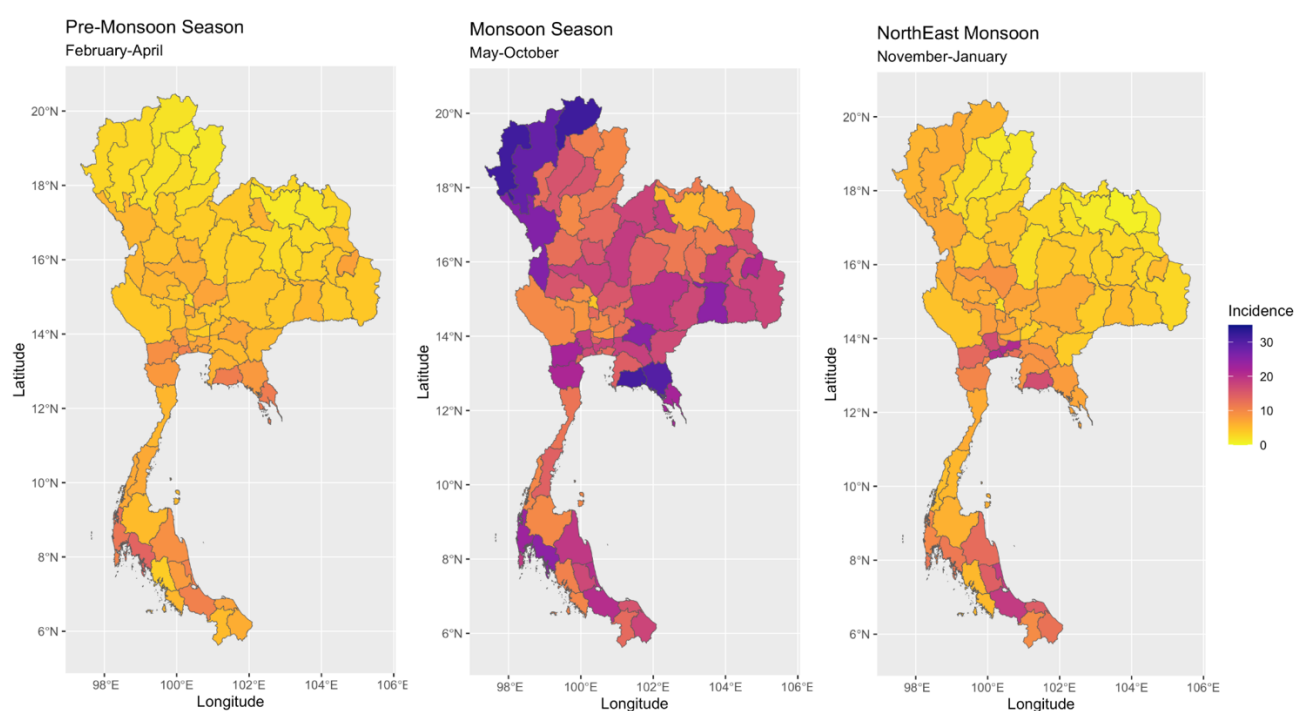 Pre-Monsoon Season
February-April
20°N
18°N
16°N
14°N
12°N
10°N
8°N
6°N
Latitude
98°E 100°E 102°E 104°E 106°E
Longitude
Monsoon Season
May-October
20°N
18°N
16°N
14°N
12°N
10°N
8°N
6°N
Latitude
98°E 100°E 102°E 104°E 106°E
Longitude
NorthEast Monsoon
November-January
20°N
18°N
16°N
14°N
12°N
10°N
8°N
6°N
Latitude
98°E 100°E 102°E 104°E 106°E
Longitude
Incidence
30
20
10
0